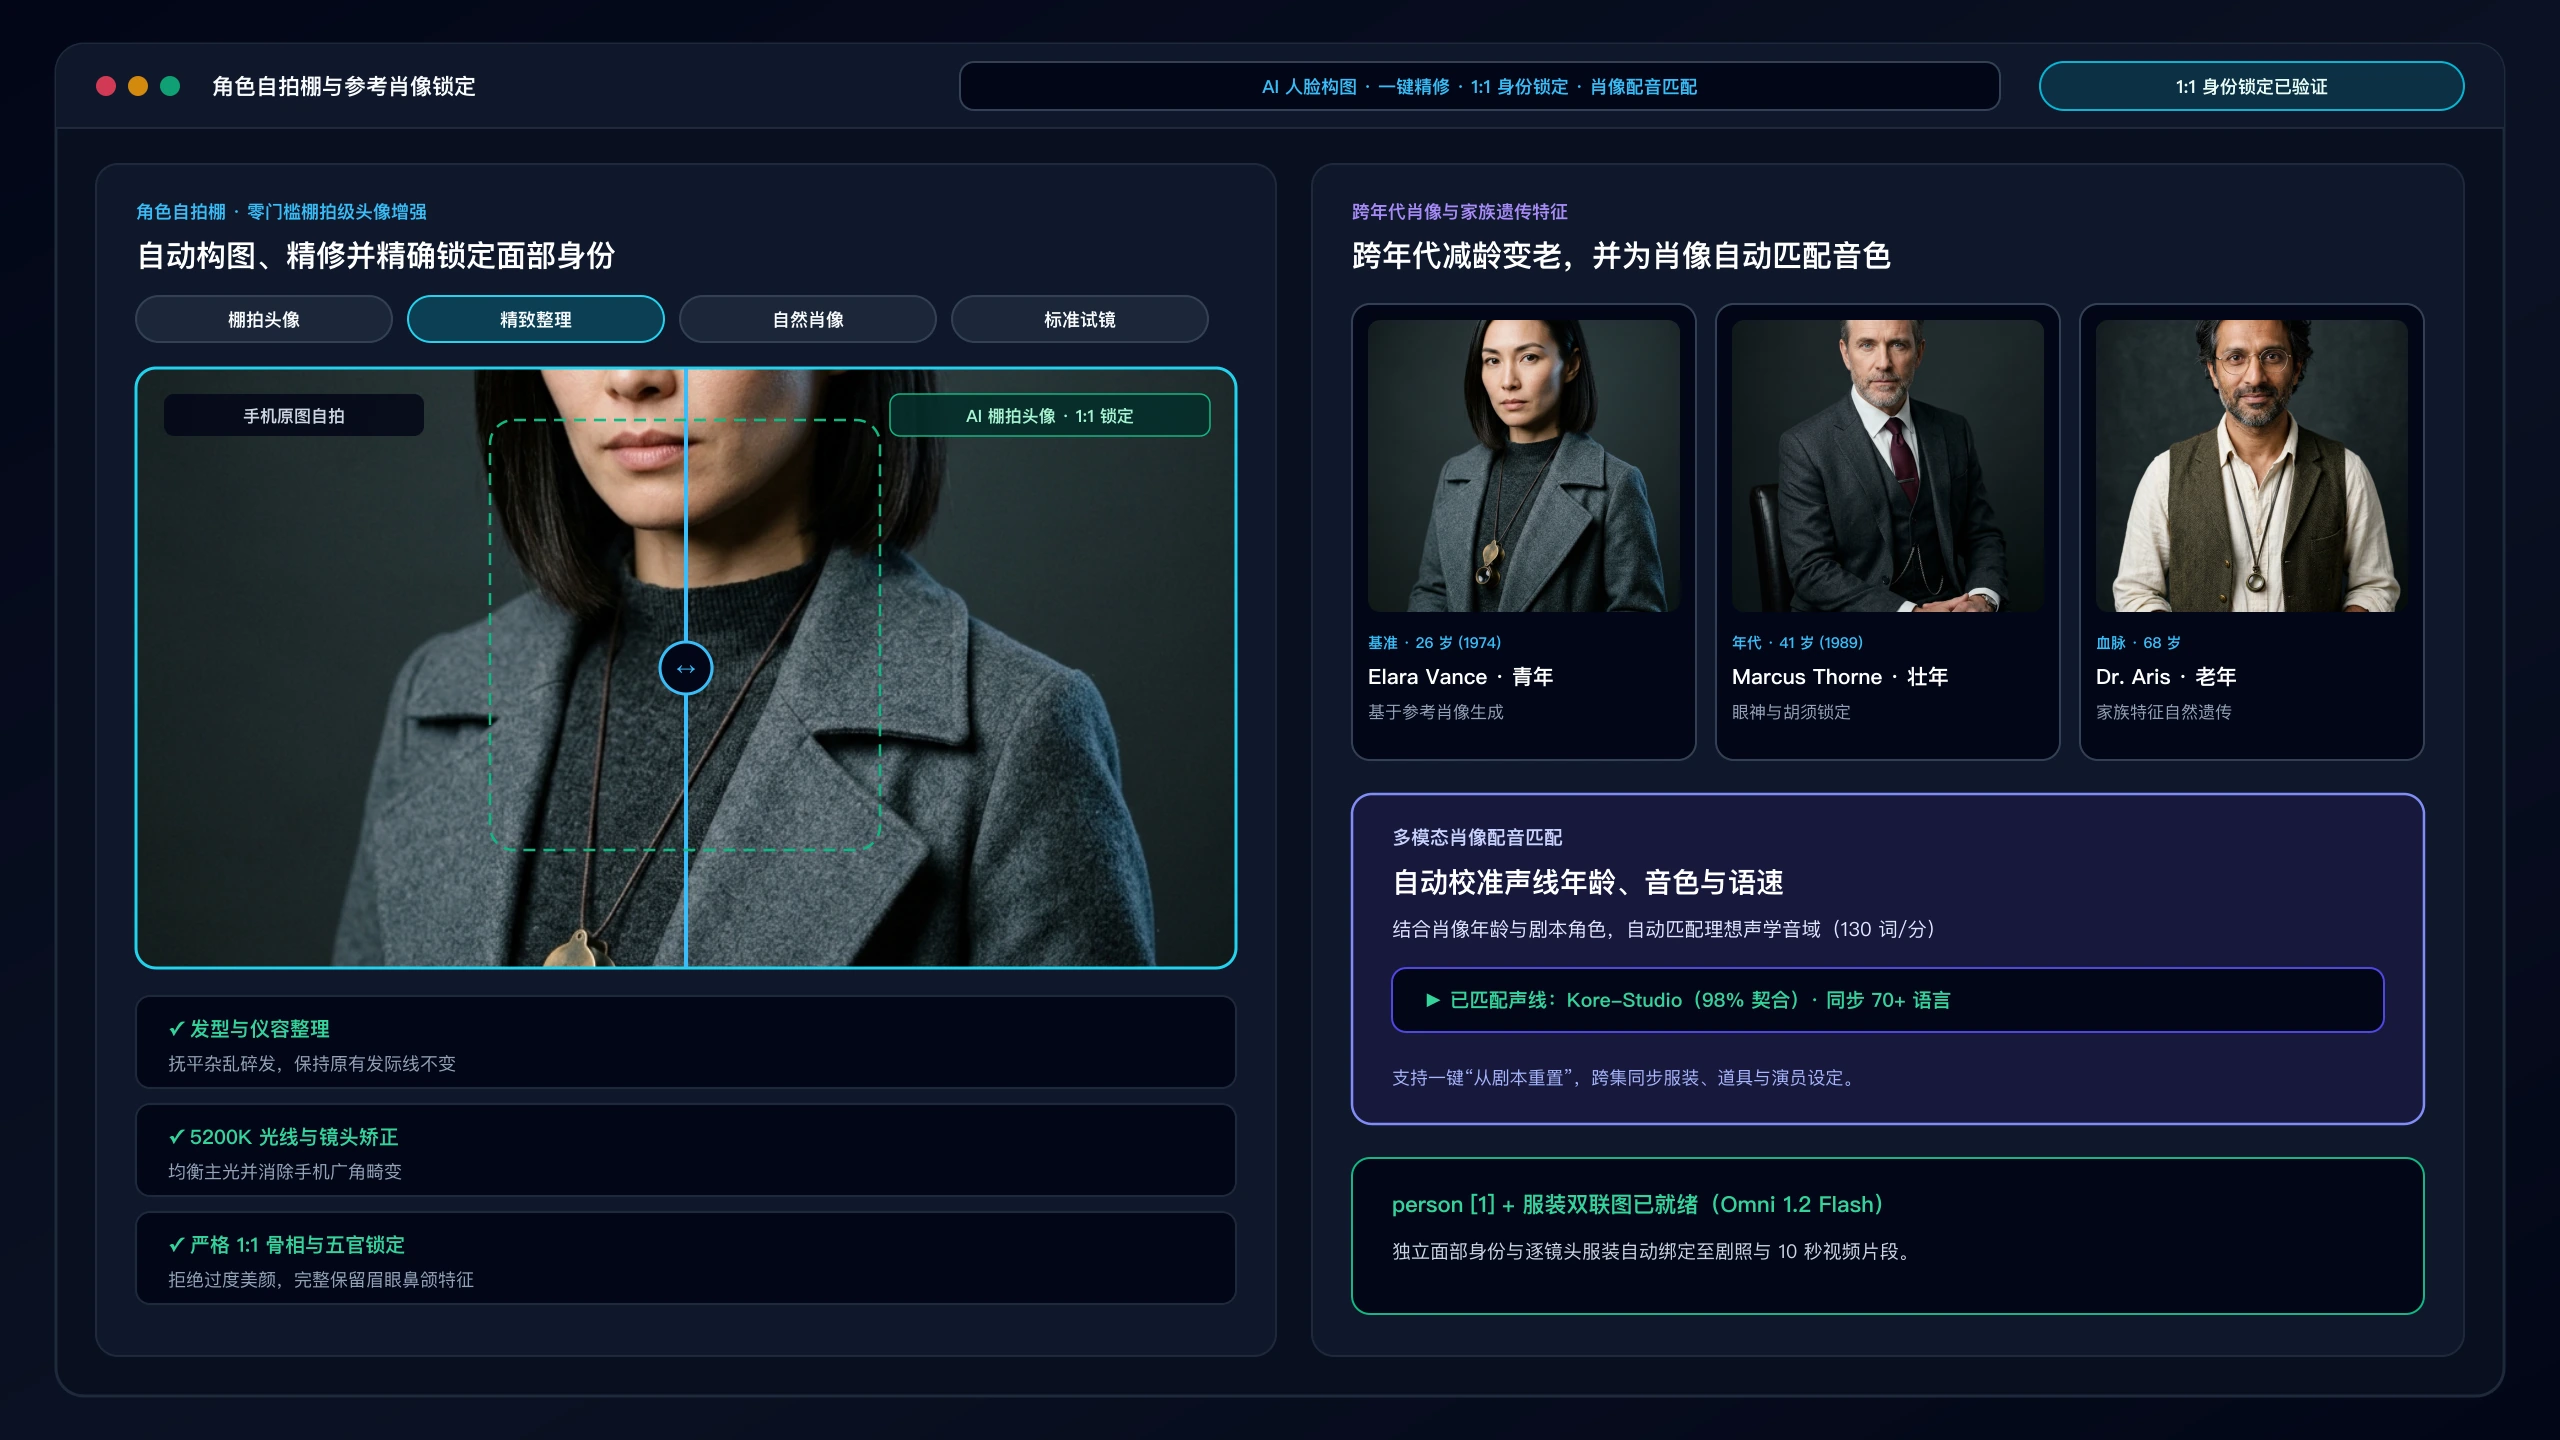 角色自拍棚与参考肖像锁定
AI 人脸构图 · 一键精修 · 1:1 身份锁定 · 肖像配音匹配
1:1 身份锁定已验证
角色自拍棚 · 零门槛棚拍级头像增强
自动构图、精修并精确锁定面部身份
棚拍头像
精致整理
自然肖像
标准试镜
手机原图自拍
AI 棚拍头像 · 1:1 锁定
✓ 发型与仪容整理
抚平杂乱碎发，保持原有发际线不变
✓ 5200K 光线与镜头矫正
均衡主光并消除手机广角畸变
✓ 严格 1:1 骨相与五官锁定
拒绝过度美颜，完整保留眉眼鼻颌特征
跨年代肖像与家族遗传特征
跨年代减龄变老，并为肖像自动匹配音色
基准 · 26 岁 (1974)
Elara Vance · 青年
基于参考肖像生成
年代 · 41 岁 (1989)
Marcus Thorne · 壮年
眼神与胡须锁定
血脉 · 68 岁
Dr. Aris · 老年
家族特征自然遗传
多模态肖像配音匹配
自动校准声线年龄、音色与语速
结合肖像年龄与剧本角色，自动匹配理想声学音域（130 词/分）
▶ 已匹配声线：Kore-Studio（98% 契合）· 同步 70+ 语言
支持一键“从剧本重置”，跨集同步服装、道具与演员设定。
person [1] + 服装双联图已就绪（Omni 1.2 Flash）
独立面部身份与逐镜头服装自动绑定至剧照与 10 秒视频片段。